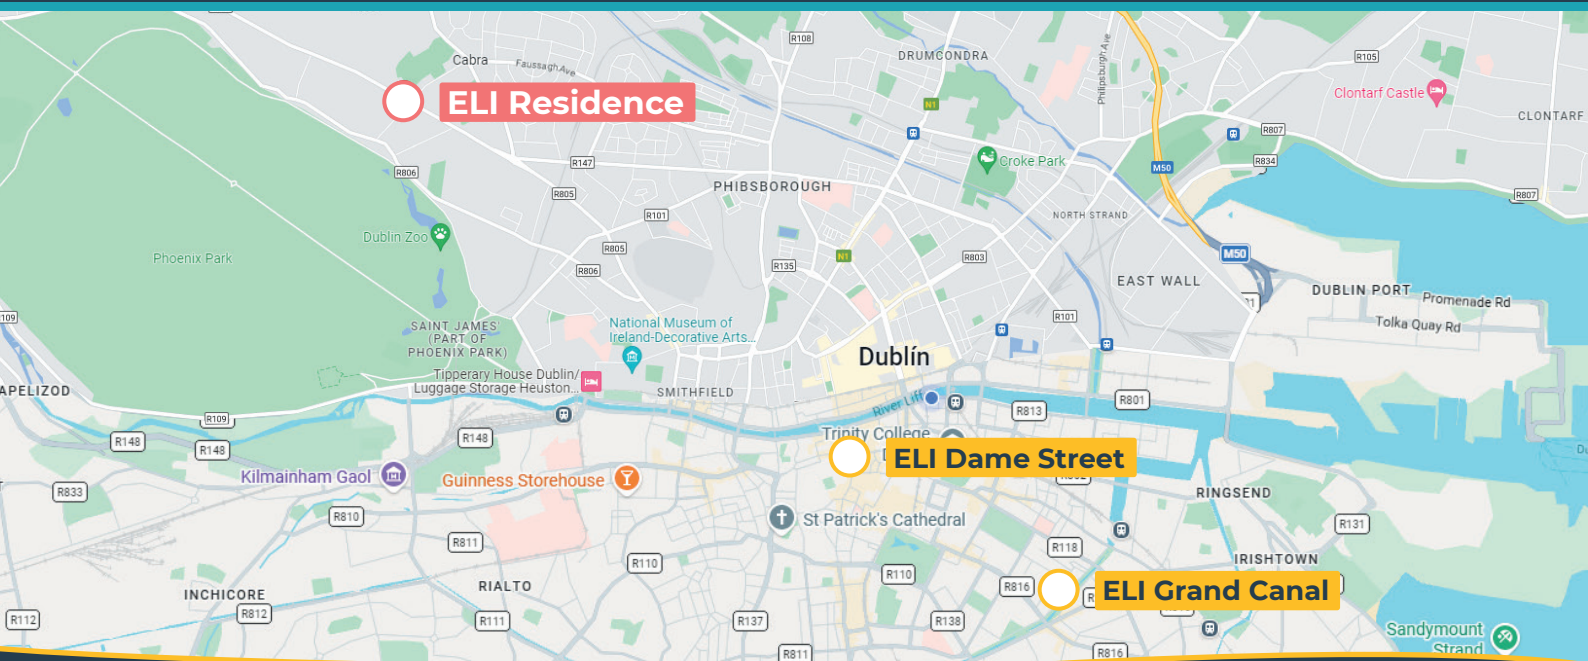 R108
Cabra
Faussagh Ave
DRUMCONDRA
Philipsburgh Ave
R105
Clontarf Castle
ELI Residence
N1
CLONTARF
R807
R147
Croke Park
M50
R834
R806
PHIBSBOROUGH
R805
R807
R101
NORTH STRAND
Dublin Zoo
Phoenix Park
R805
N1
R803
M50
R806
R135
EAST WALL
DUBLIN PORT
Promenade Rd
109
R101
Tolka Quay Rd
SAINT JAMES'
(PART OF
PHOENIX PARK)
National Museum of
Ireland-Decorative Arts...
Dublín
Tipperary House Dublin/
Luggage Storage Heuston...
APELIZOD
SMITHFIELD
River Liff
R801
R813
R109
R148
R148
R148
Trinity College
ELI Dame Street
Kilmainham Gaol
Guinness Storehouse
R833
RINGSEND
R810
St Patrick's Cathedral
R131
R811
R118
R110
R110
IRISHTOWN
RIALTO
R816
ELI Grand Canal
INCHICORE
R812
R112
R111
R137
R138
Sandymount
Strand
R811
R816